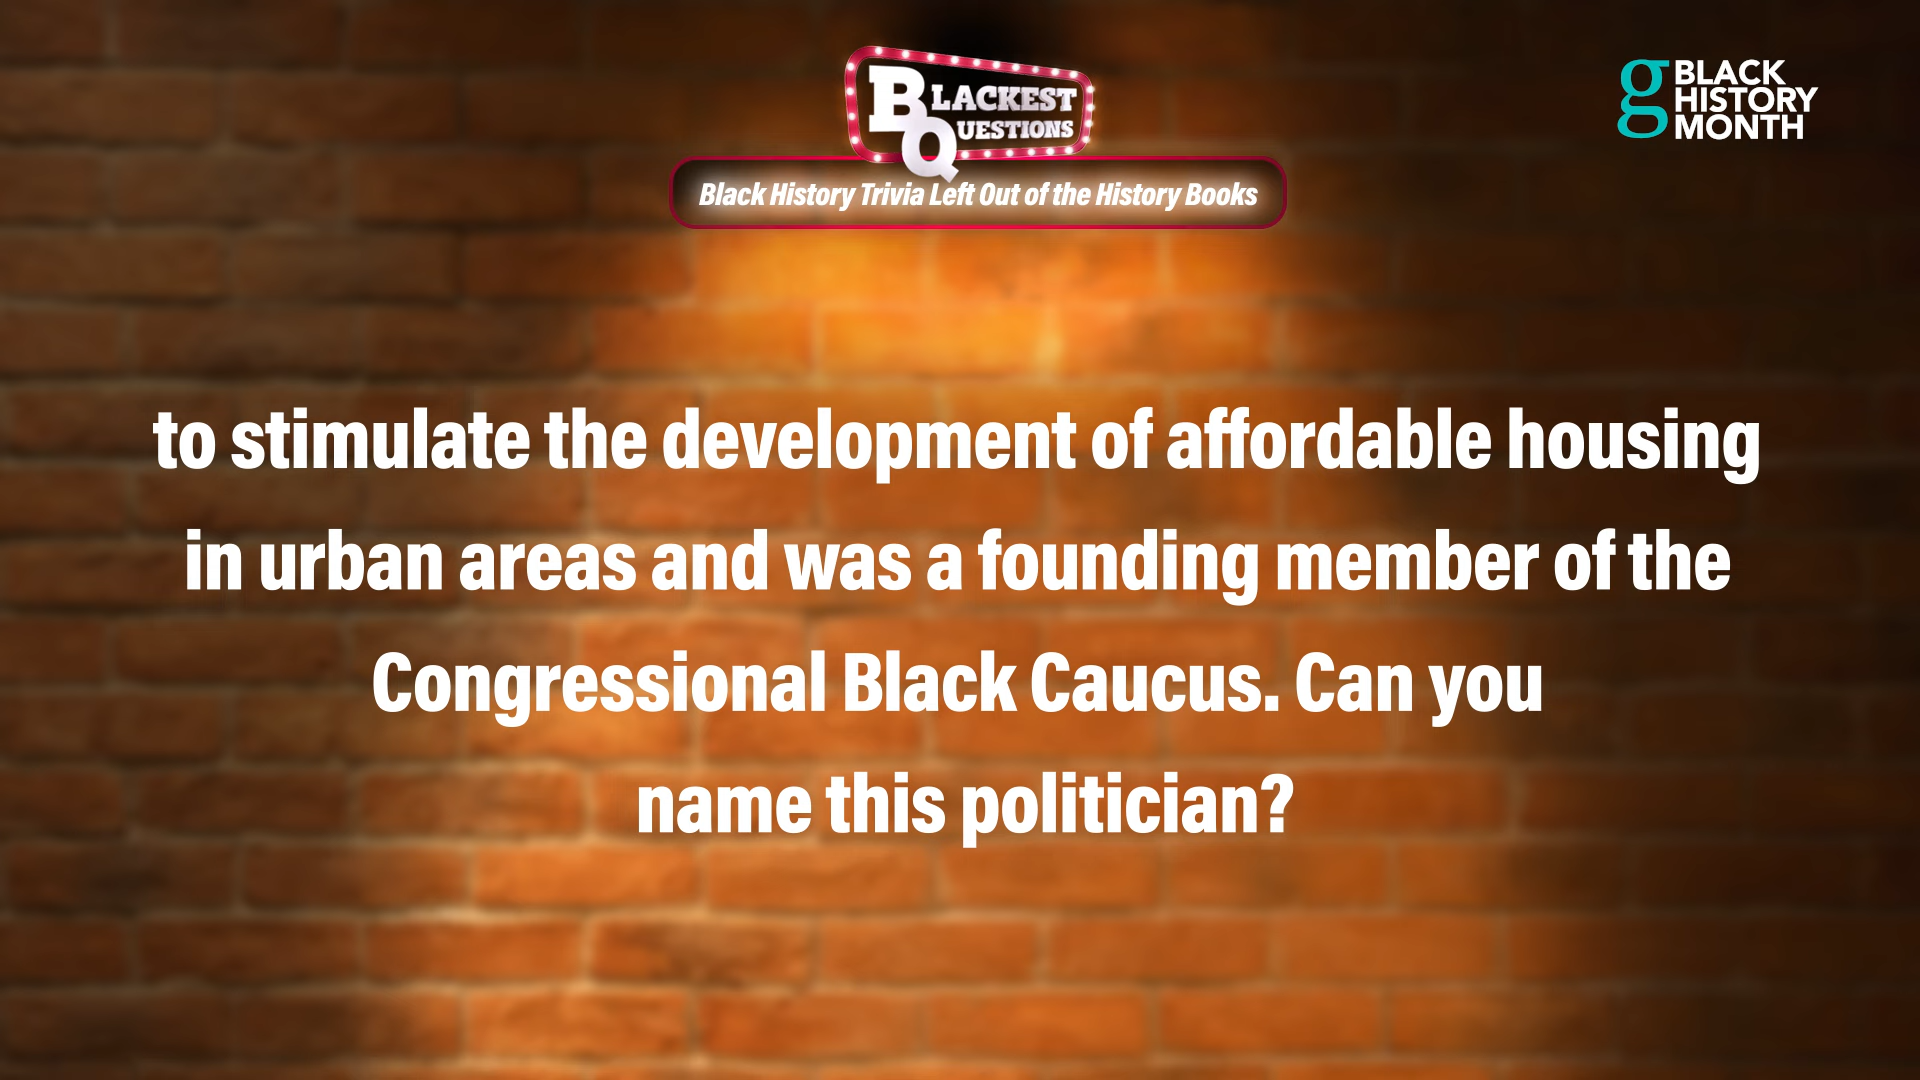 BLACKEST
QUESTIONS
Black History Trivia Left Out of the History Books
g BLACK
HISTORY
MONTH
to stimulate the development of affordable housing
in urban areas and was a founding member of the
Congressional Black Caucus. Can you
name this politician?